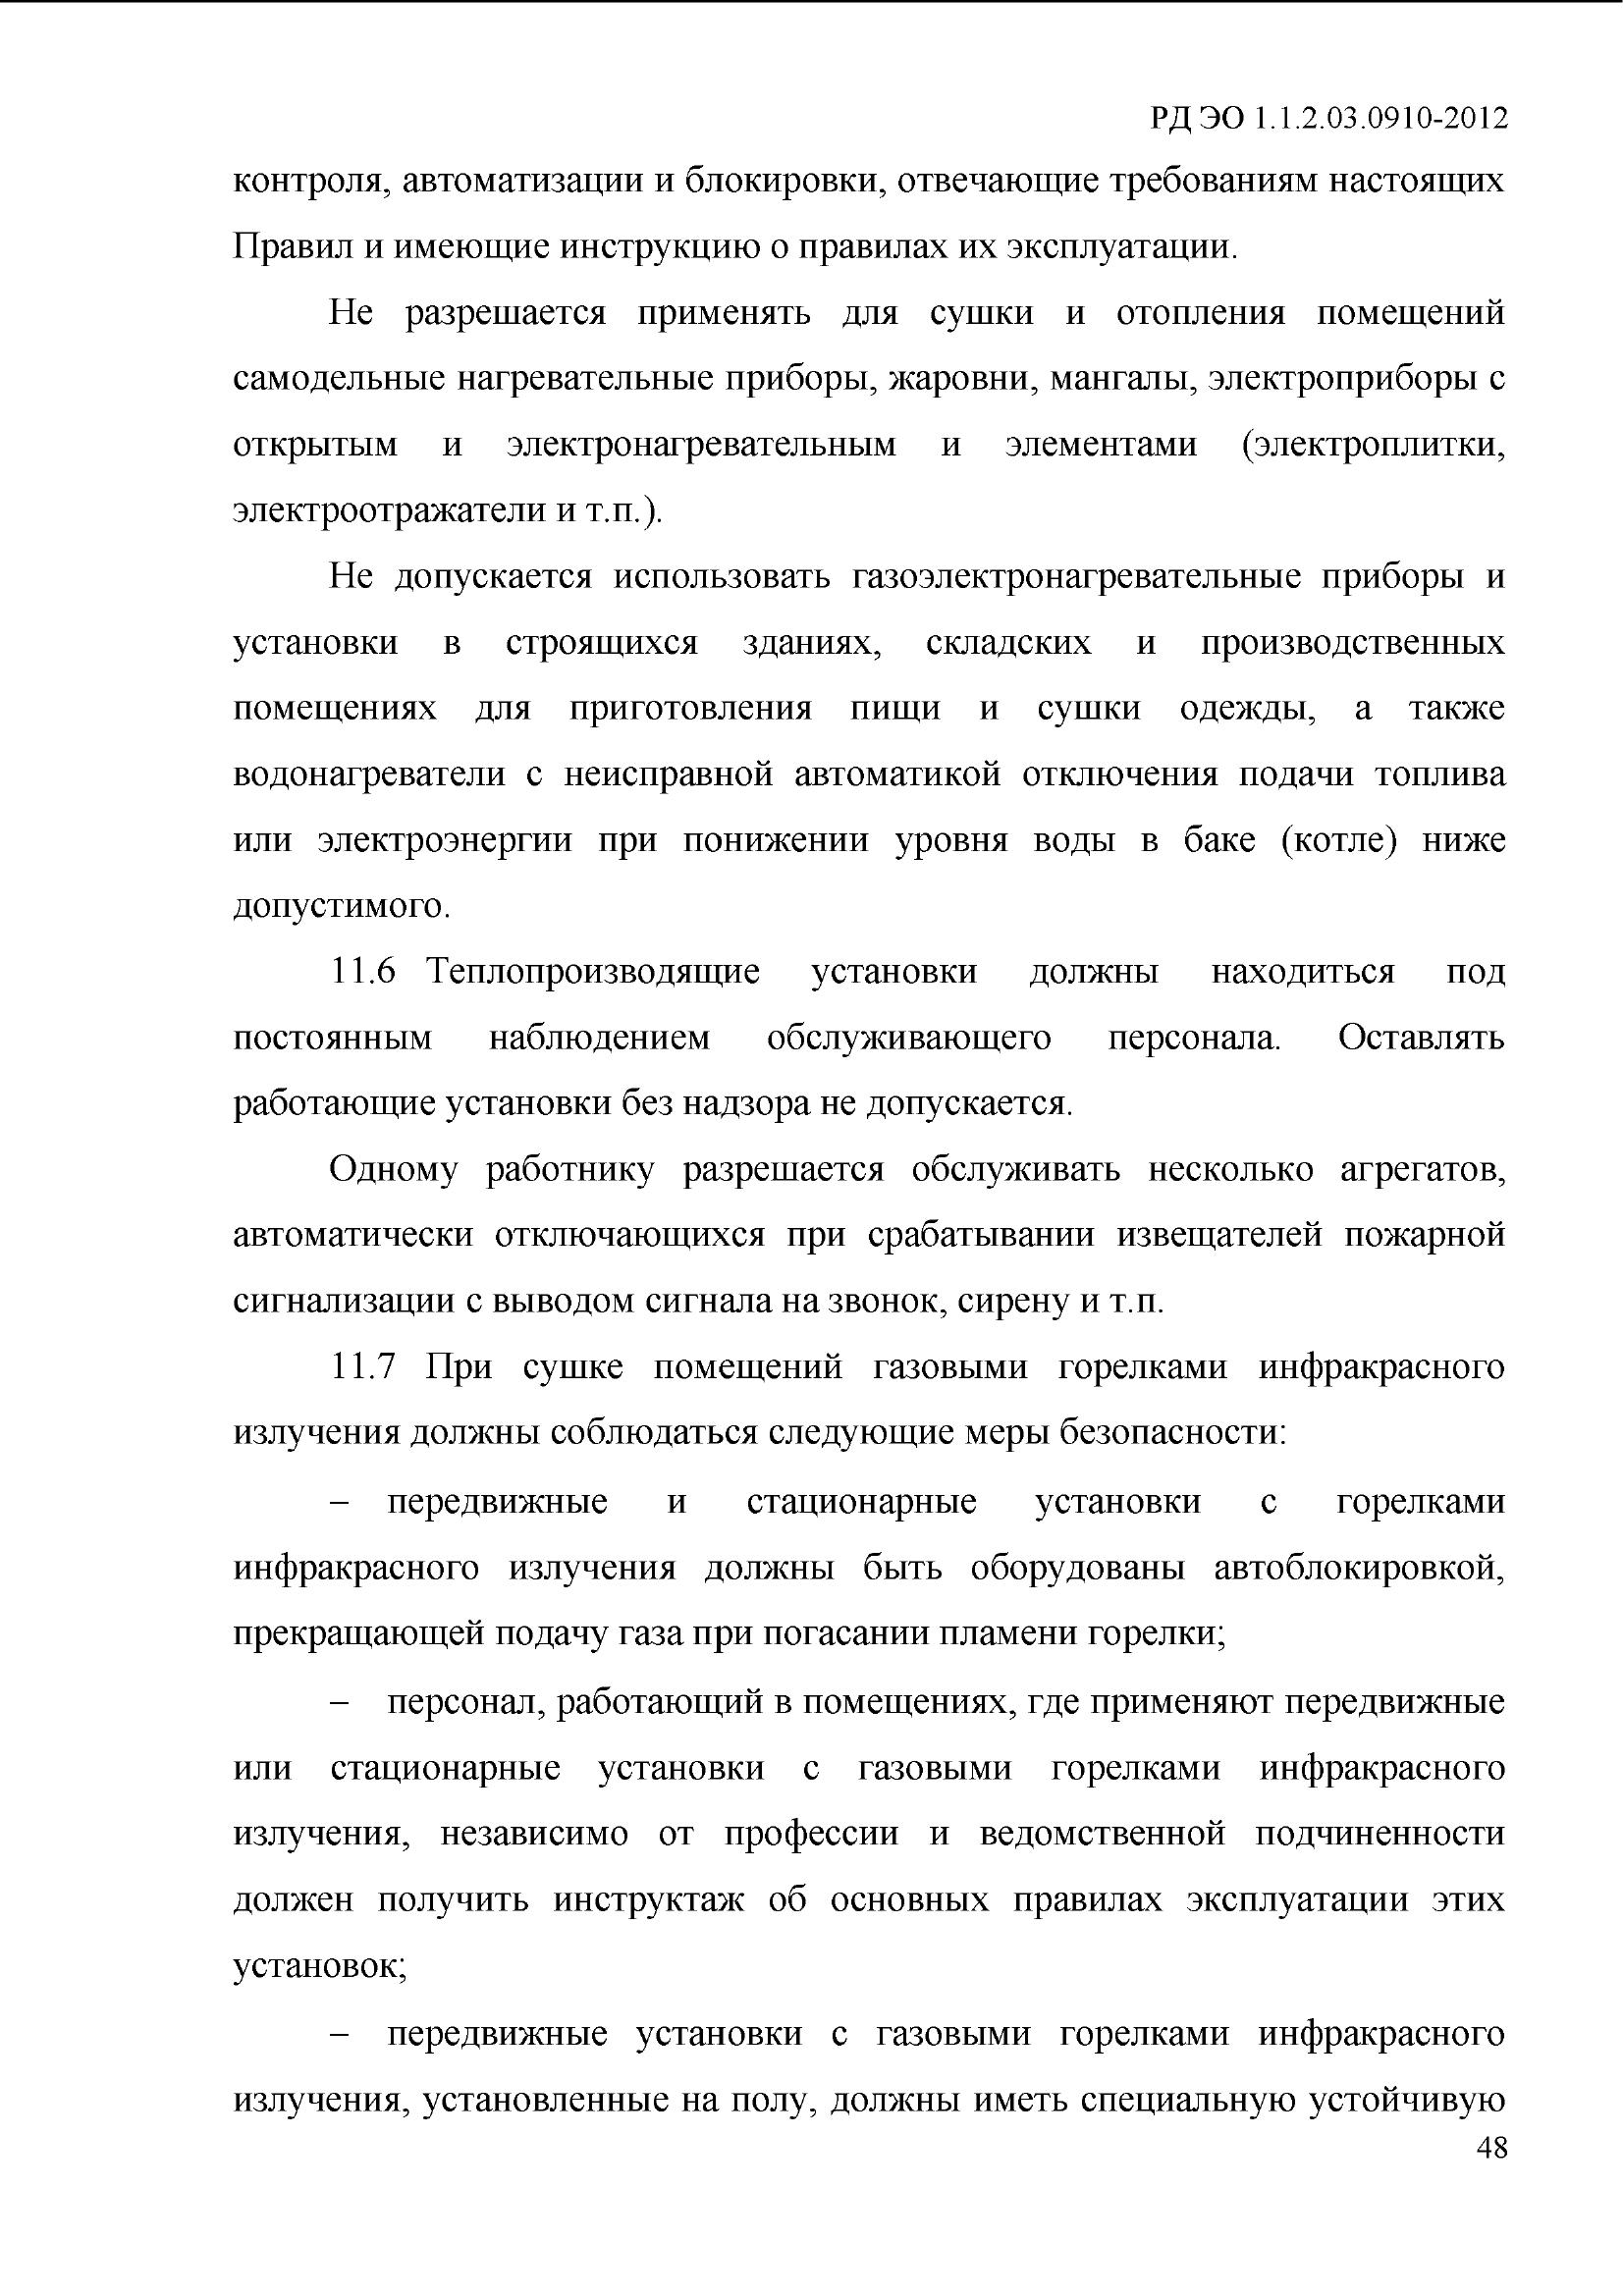 РД ЭО 1.1.2.03.0910-2012
контроля, автоматизации и блокировки, отвечающие требованиям настоящих
Правил и имеющие инструкцию о правилах их эксплуатации.
Не разрешается применять для сушки и отопления помещений
самодельные нагревательные приборы, жаровни, мангалы, электроприборы с
открытым и электронагревательным и элементами (электроплитки,
электроотражатели и т.п.).
Не допускается использовать газоэлектронагревательные приборы и
установки в строящихся зданиях, складских и производственных
помещениях для приготовления пищи и сушки одежды, а также
водонагреватели с неисправной автоматикой отключения подачи топлива
или электроэнергии при понижении уровня воды в баке (котле) ниже
допустимого.
11.6 Теплопроизводящие установки должны находиться под
постоянным наблюдением обслуживающего персонала. Оставлять
работающие установки без надзора не допускается.
Одному работнику разрешается обслуживать несколько агрегатов,
автоматически отключающихся при срабатывании извещателей пожарной
сигнализации с выводом сигнала на звонок, сирену и т.п.
11.7 При сушке помещений газовыми горелками инфракрасного
излучения должны соблюдаться следующие меры безопасности:
– передвижные и стационарные установки с горелками
инфракрасного излучения должны быть оборудованы автоблокировкой,
прекращающей подачу газа при погасании пламени горелки;
– персонал, работающий в помещениях, где применяют передвижные
или стационарные установки с газовыми горелками инфракрасного
излучения, независимо от профессии и ведомственной подчиненности
должен получить инструктаж об основных правилах эксплуатации этих
установок;
– передвижные установки с газовыми горелками инфракрасного
излучения, установленные на полу, должны иметь специальную устойчивую
48